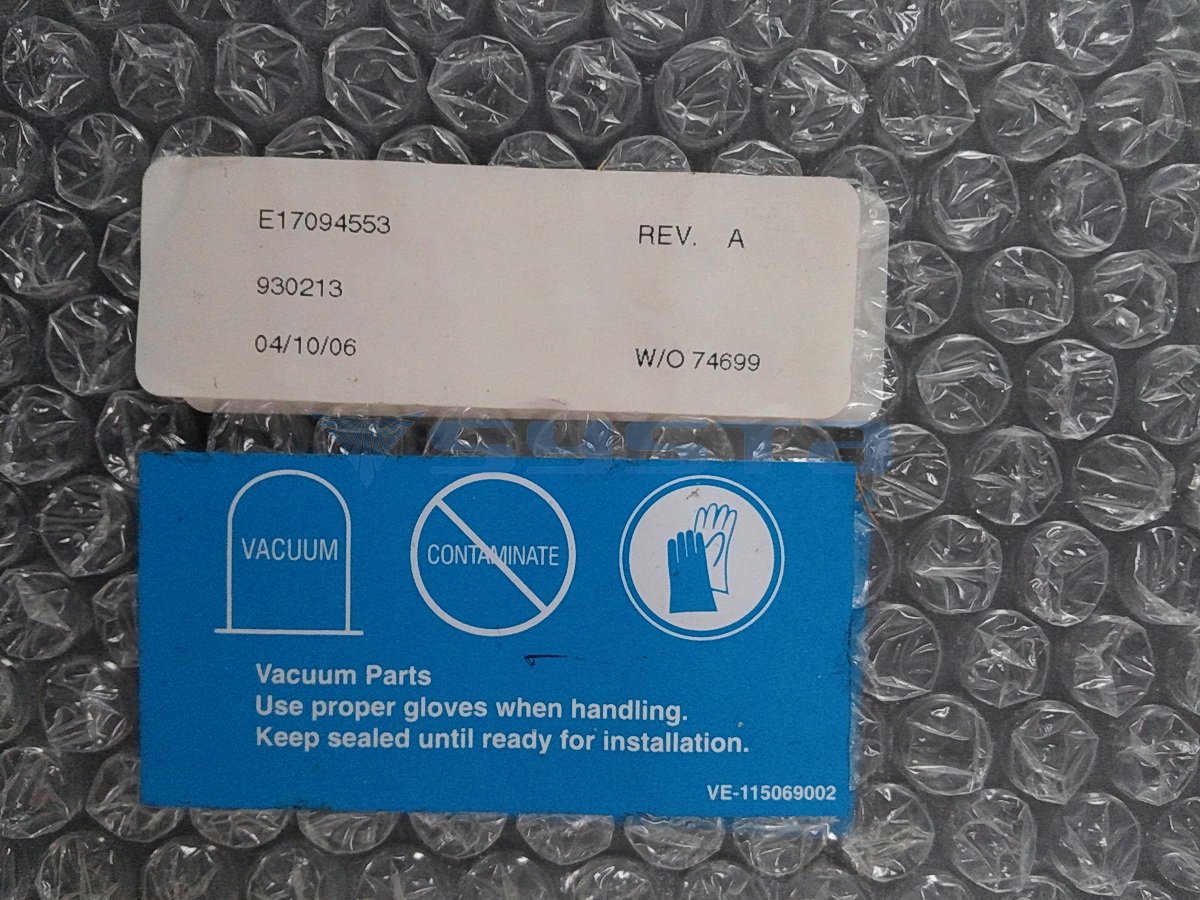 E17094553 REV. A
930213
04/10/06 W/O 74699
VACUUM
CONTAMINATE
Vacuum Parts
Use proper gloves when handling.
Keep sealed until ready for installation.
VE-115069002